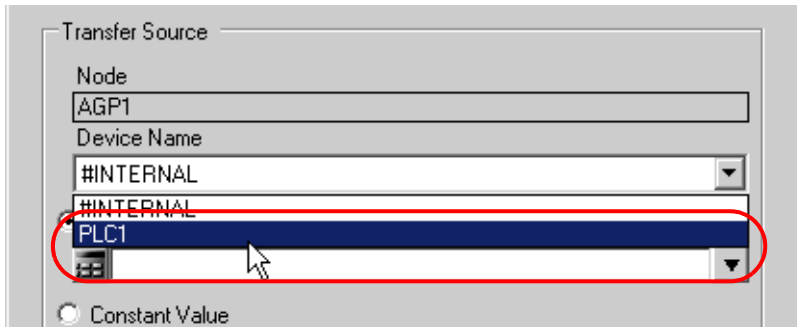 Transfer Source
Node
AGP1
Device Name
#INTERNAL
#INTERNAL
PLC1
Constant Value